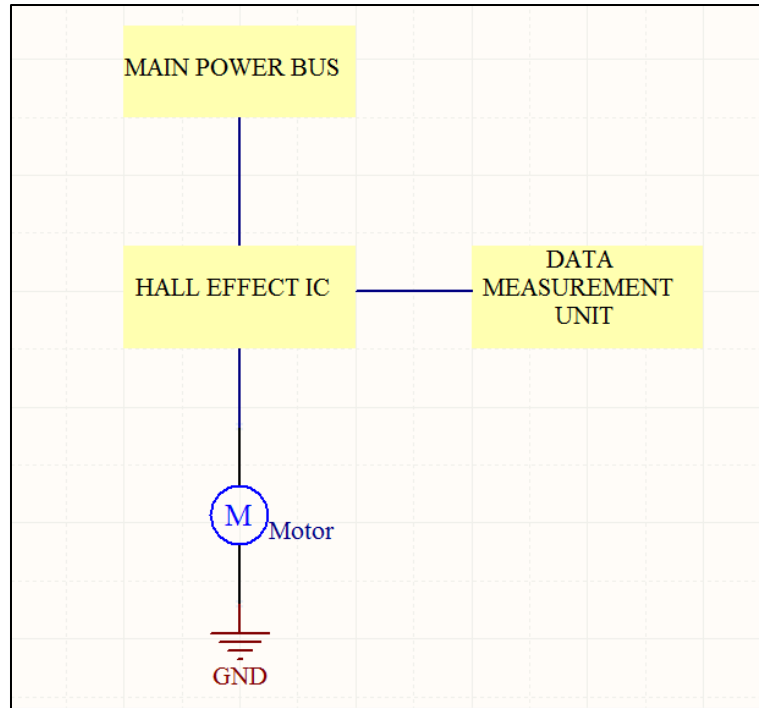 MAIN POWER BUS
HALL EFFECT IC
DATA
MEASUREMENT
UNIT
M
Motor
GND